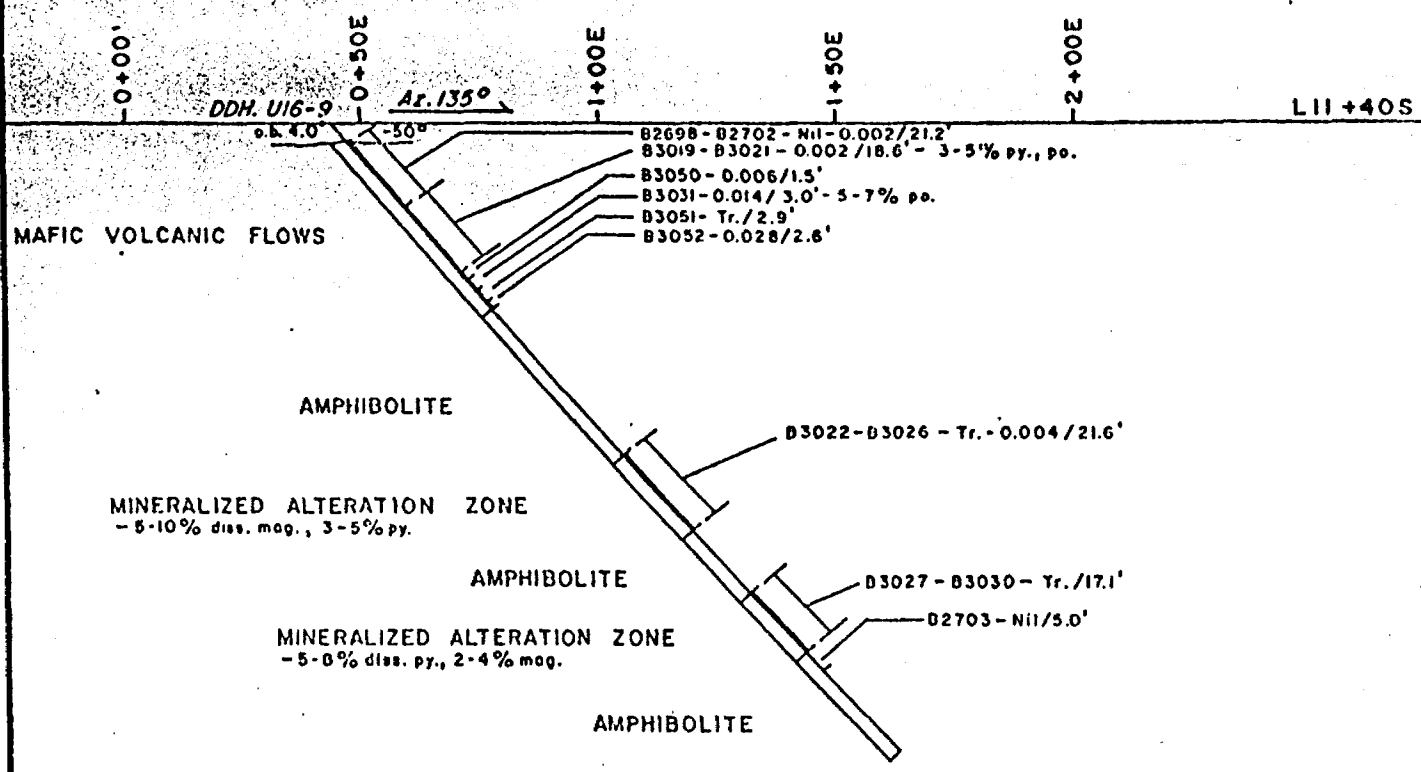 0+00'
0+50E
1+00E
1+50E
2+00E
DDH. U16-9
Az. 135°
L11+40S
o.b. 4.0'
-50°
B2698-B2702-Nil-0.002/21.2'
B3019-B3021-0.002/18.6'-3-5% py., po.
B3050-0.006/1.5'
B3031-0.014/3.0'-5-7% po.
B3051-Tr./2.9'
B3052-0.028/2.6'
MAFIC VOLCANIC FLOWS
AMPHIBOLITE
B3022-B3026-Tr.-0.004/21.6'
MINERALIZED ALTERATION ZONE
-5-10% diss. mag., 3-5% py.
AMPHIBOLITE
B3027-B3030-Tr./17.1'
B2703-Nil/5.0'
MINERALIZED ALTERATION ZONE
-5-8% diss. py., 2-4% mag.
AMPHIBOLITE